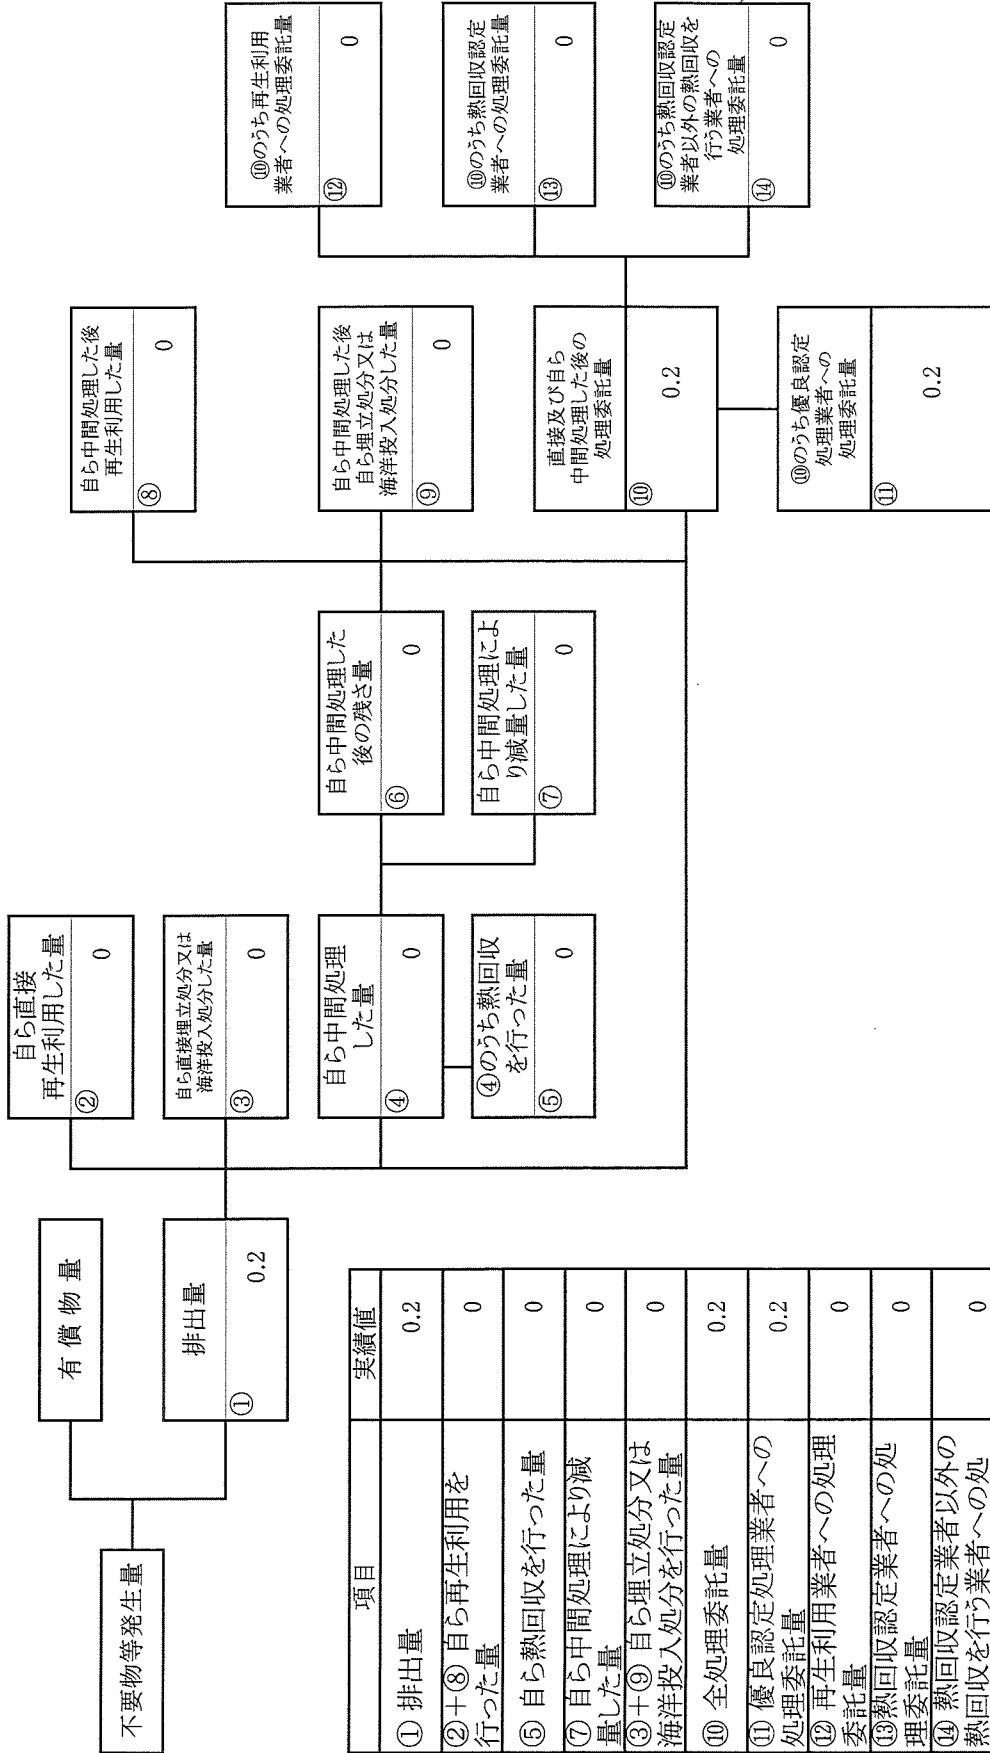 不要物等発生量
有償物量
排出量
① 0.2
自ら直接
再生利用した量
② 0
自ら直接埋立処分又は
海洋投入処分した量
③ 0
自ら中間処理
した量
④ 0
④のうち熱回収
を行った量
⑤ 0
自ら中間処理した
後の残さ量
⑥ 0
自ら中間処理によ
り減量した量
⑦ 0
自ら中間処理した後
再生利用した量
⑧ 0
自ら中間処理した後
自ら埋立処分又は
海洋投入処分した量
⑨ 0
直接及び自ら
中間処理した後の
処理委託量
⑩ 0.2
⑩のうち優良認定
処理業者への
処理委託量
⑪ 0.2
⑩のうち再生利用
業者への処理委託量
⑫ 0
⑩のうち熱回収認定
業者への処理委託量
⑬ 0
⑩のうち熱回収認定
業者以外の熱回収を
行う業者への
処理委託量
⑭ 0
項目 実績値
① 排出量 0.2
②+⑧ 自ら再生利用を
行った量 0
⑤ 自ら熱回収を行った量 0
⑦ 自ら中間処理により減
量した量 0
③+⑨ 自ら埋立処分又は
海洋投入処分を行った量 0
⑩ 全処理委託量 0.2
⑪ 優良認定処理業者への
処理委託量 0.2
⑫ 再生利用業者への処理
委託量 0
⑬熱回収認定業者への処
理委託量 0
⑭ 熱回収認定業者以外の
熱回収を行う業者への処 0